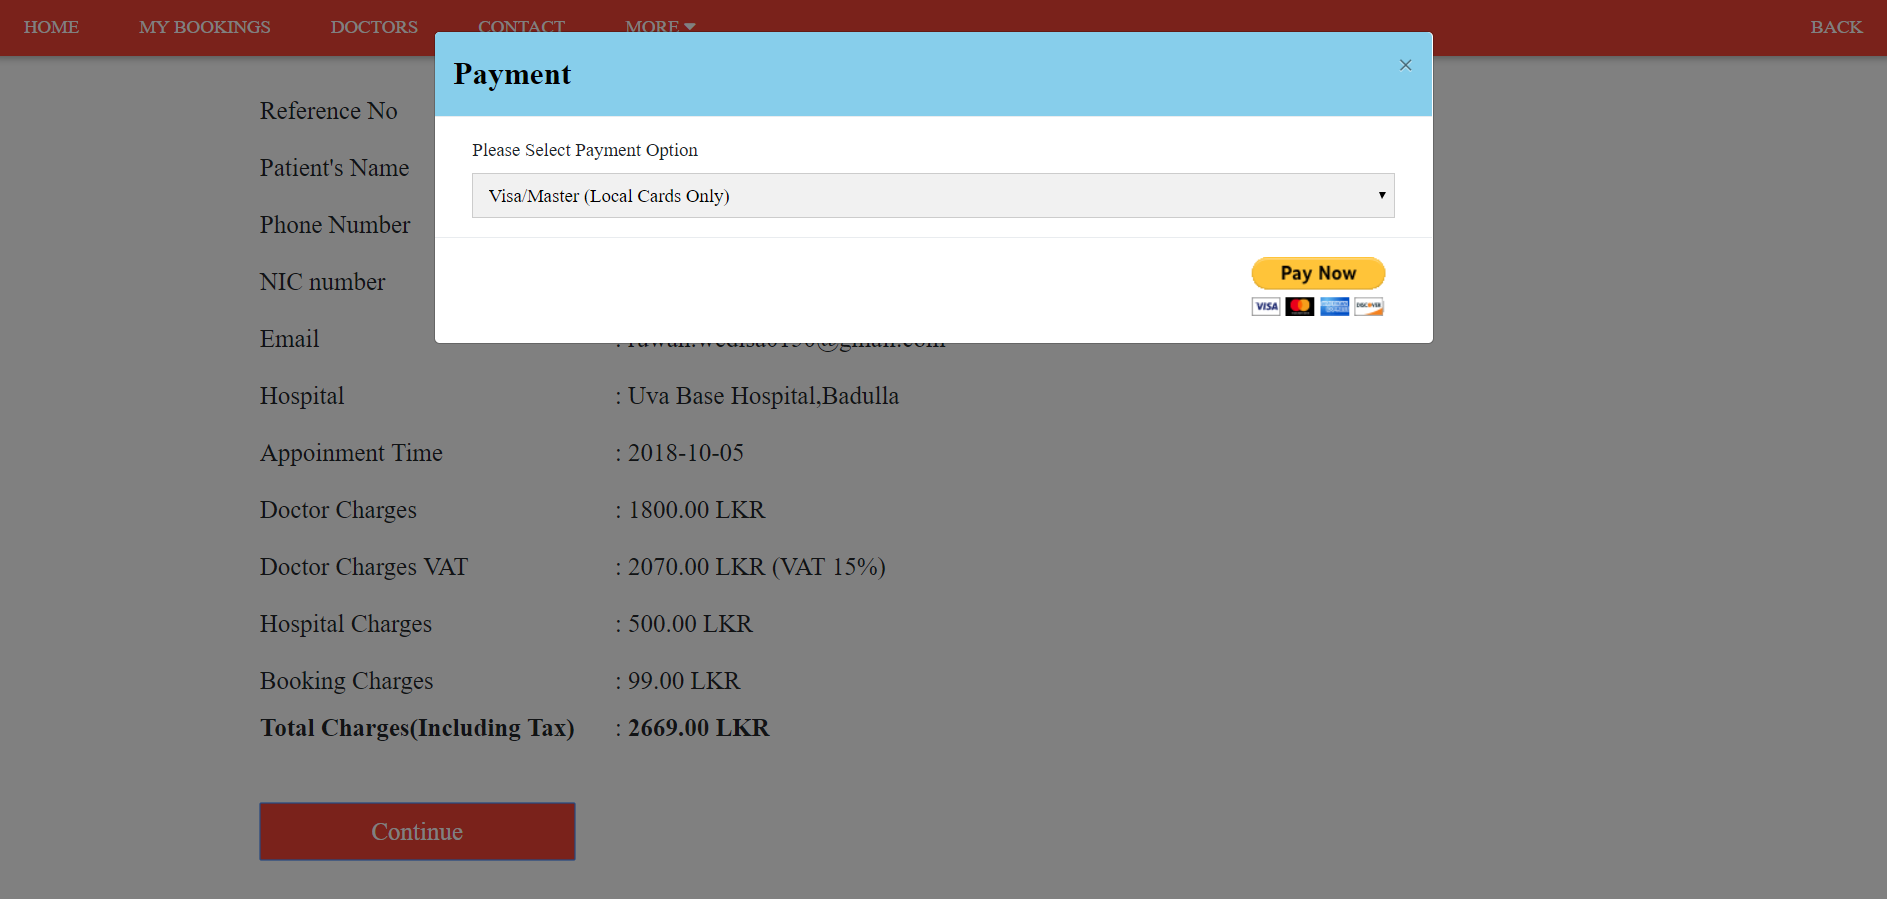 HOME MY BOOKINGS DOCTORS CONTACT MORE BACK
Payment ×
Please Select Payment Option
Visa/Master (Local Cards Only)
Pay Now
VISA DISCOVER
Reference No
Patient's Name
Phone Number
NIC number
Email :
Hospital : Uva Base Hospital,Badulla
Appoinment Time : 2018-10-05
Doctor Charges : 1800.00 LKR
Doctor Charges VAT : 2070.00 LKR (VAT 15%)
Hospital Charges : 500.00 LKR
Booking Charges : 99.00 LKR
Total Charges(Including Tax) : 2669.00 LKR
Continue